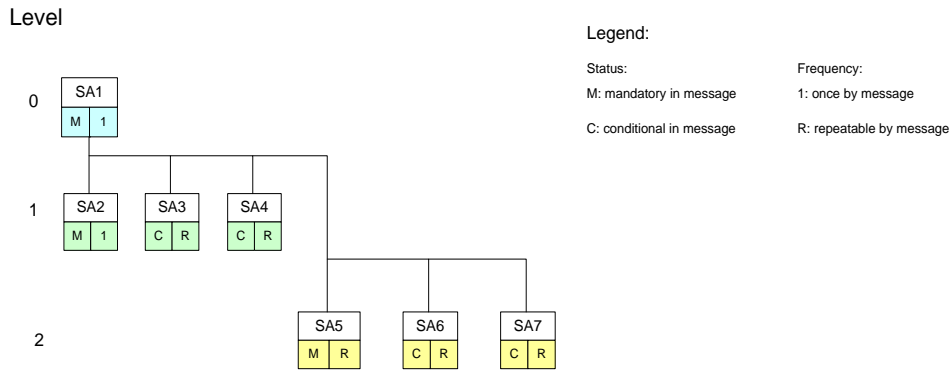 Level
Legend:
Status: Frequency:
M: mandatory in message 1: once by message
C: conditional in message R: repeatable by message
0
SA1
M 1
1
SA2 SA3 SA4
M 1 C R C R
2
SA5 SA6 SA7
M R C R C R